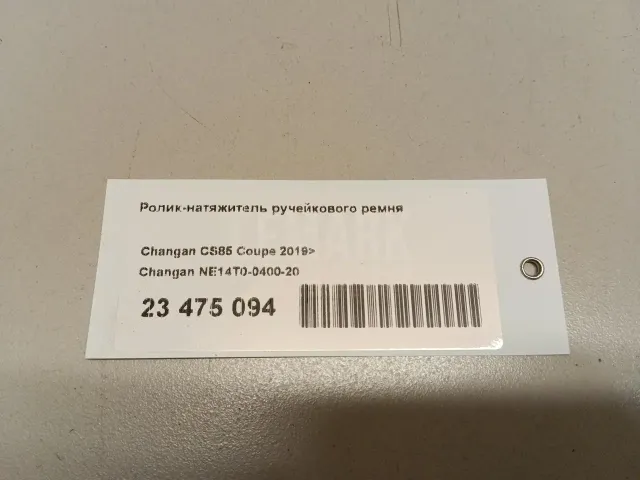 Ролик-натяжитель ручейкового ремня
Changan CS85 Coupe 2019>
Changan NE14T0-0400-20
23 475 094